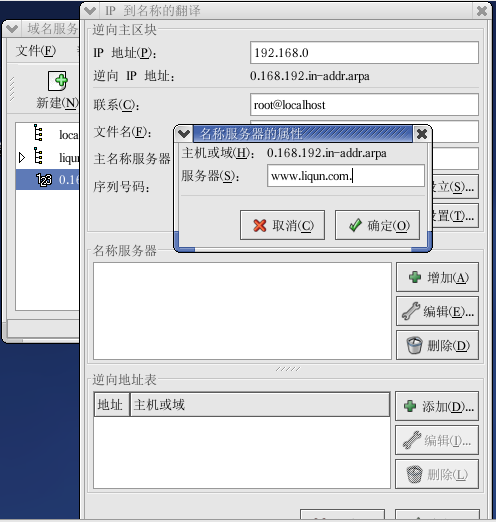 域名服务
文件(F)
新建(N)
loca
liqun
0.16
IP 到名称的翻译
逆向主区块
IP 地址(P): 192.168.0
逆向 IP 地址: 0.168.192.in-addr.arpa
联系(C): root@localhost
文件名(F):
主名称服务器
序列号码:
置(T)...
名称服务器的属性
主机或域(H): 0.168.192.in-addr.arpa
服务器(S): www.liqun.com.
取消(C)
确定(O)
名称服务器
增加(A)
编辑(E)...
删除(D)
逆向地址表
地址 主机或域
添加(D)...
编辑(I)...
删除(L)